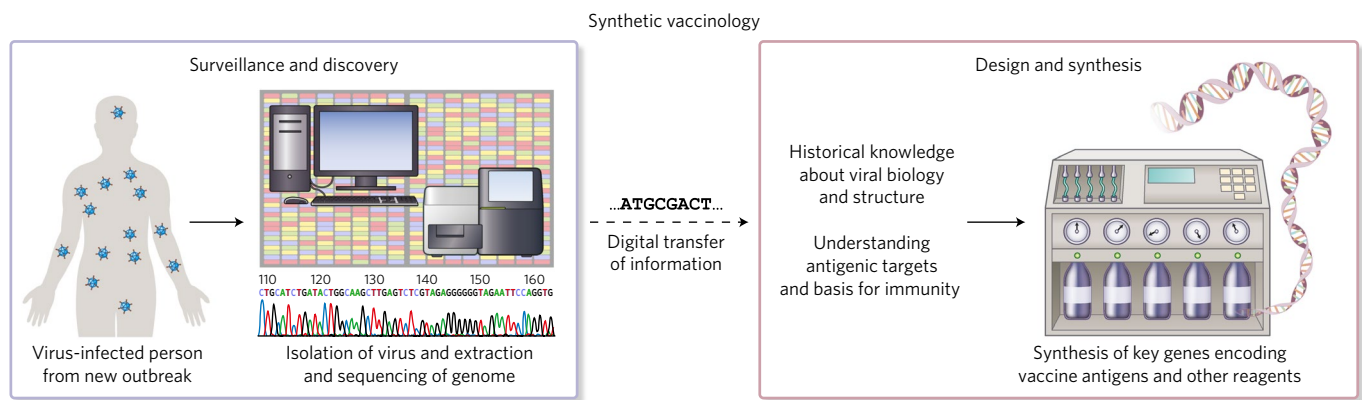 Synthetic vaccinology
Surveillance and discovery
Virus-infected person
from new outbreak
110 120 130 140 150 160
CTGCATCTGATACTGGCAAGCTTGAGTCTCGTAGAGGGGGGTAGAATTCCAGGTG
Isolation of virus and extraction
and sequencing of genome
...ATGCGACT...
Digital transfer
of information
Design and synthesis
Historical knowledge
about viral biology
and structure
Understanding
antigenic targets
and basis for immunity
Synthesis of key genes encoding
vaccine antigens and other reagents